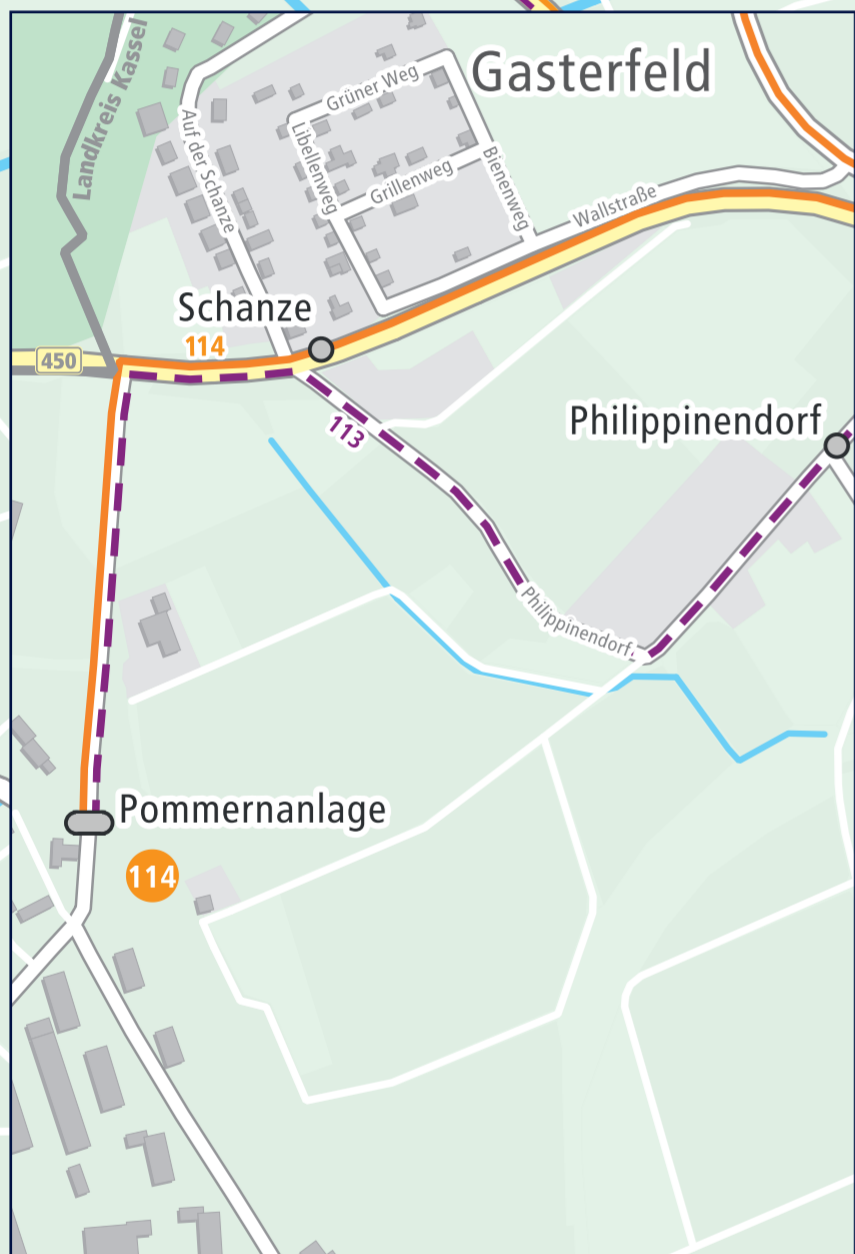 Landkreis Kassel
Gasterfeld
Grüner Weg
Auf der Schanze
Libellenweg
Grillenweg
Bienenweg
Wallstraße
Schanze
114
450
113
Philippinendorf
Philippinendorf
Pommernanlage
114